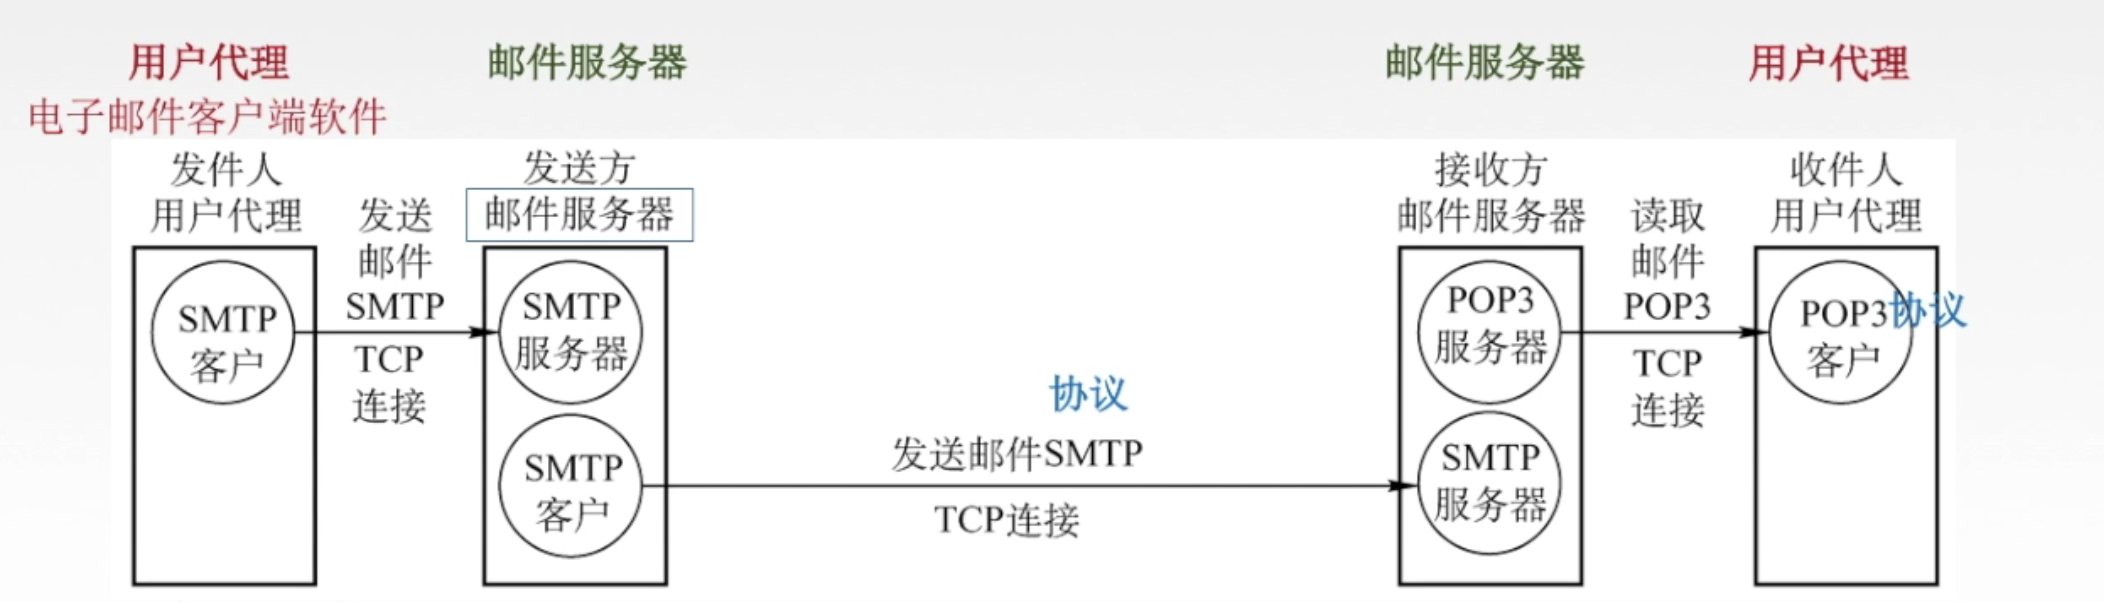 用户代理
邮件服务器
邮件服务器
用户代理
电子邮件客户端软件
发件人
用户代理
发送
邮件
SMTP
TCP
连接
发送方
邮件服务器
接收方
邮件服务器
读取
邮件
POP3
TCP
连接
收件人
用户代理
SMTP
客户
SMTP
服务器
SMTP
客户
协议
发送邮件SMTP
TCP连接
POP3
服务器
SMTP
服务器
POP3
客户
协议